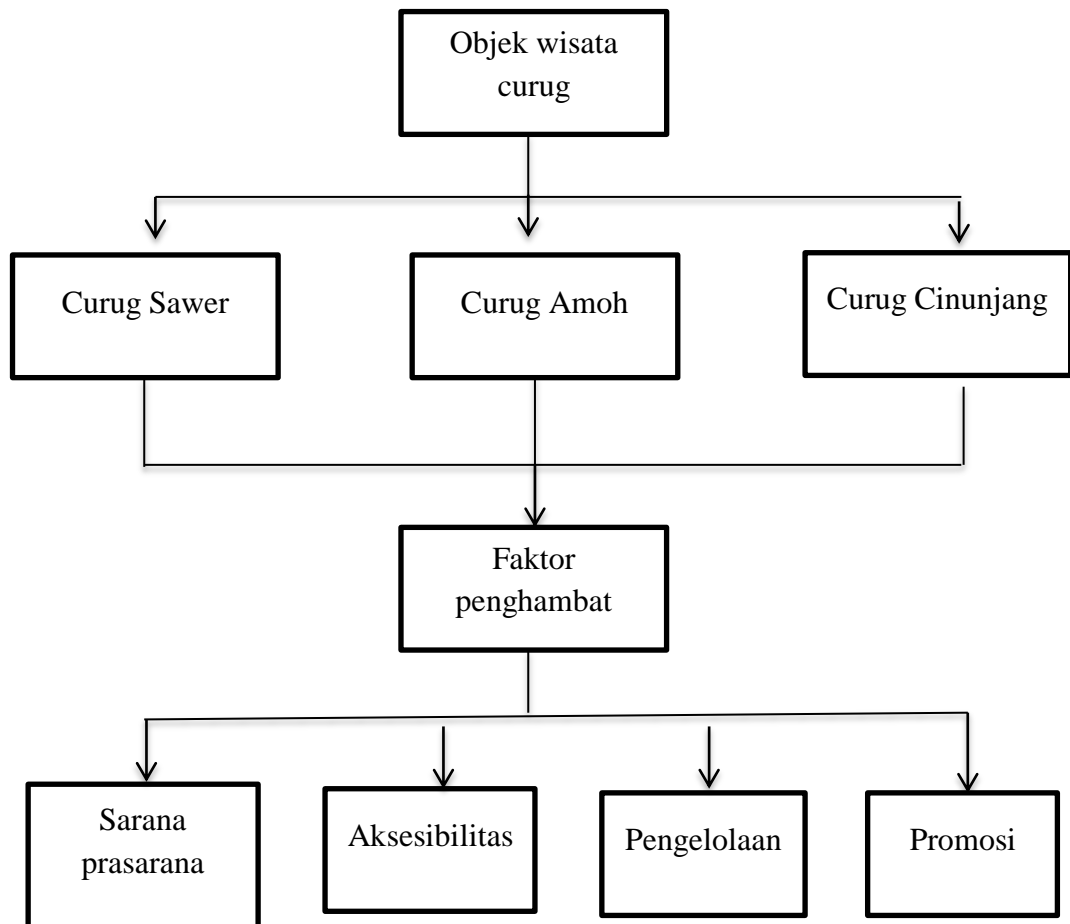 Objek wisata
curug
Curug Sawer
Curug Amoh
Curug Cinunjang
Faktor
penghambat
Sarana
prasarana
Aksesibilitas
Pengelolaan
Promosi